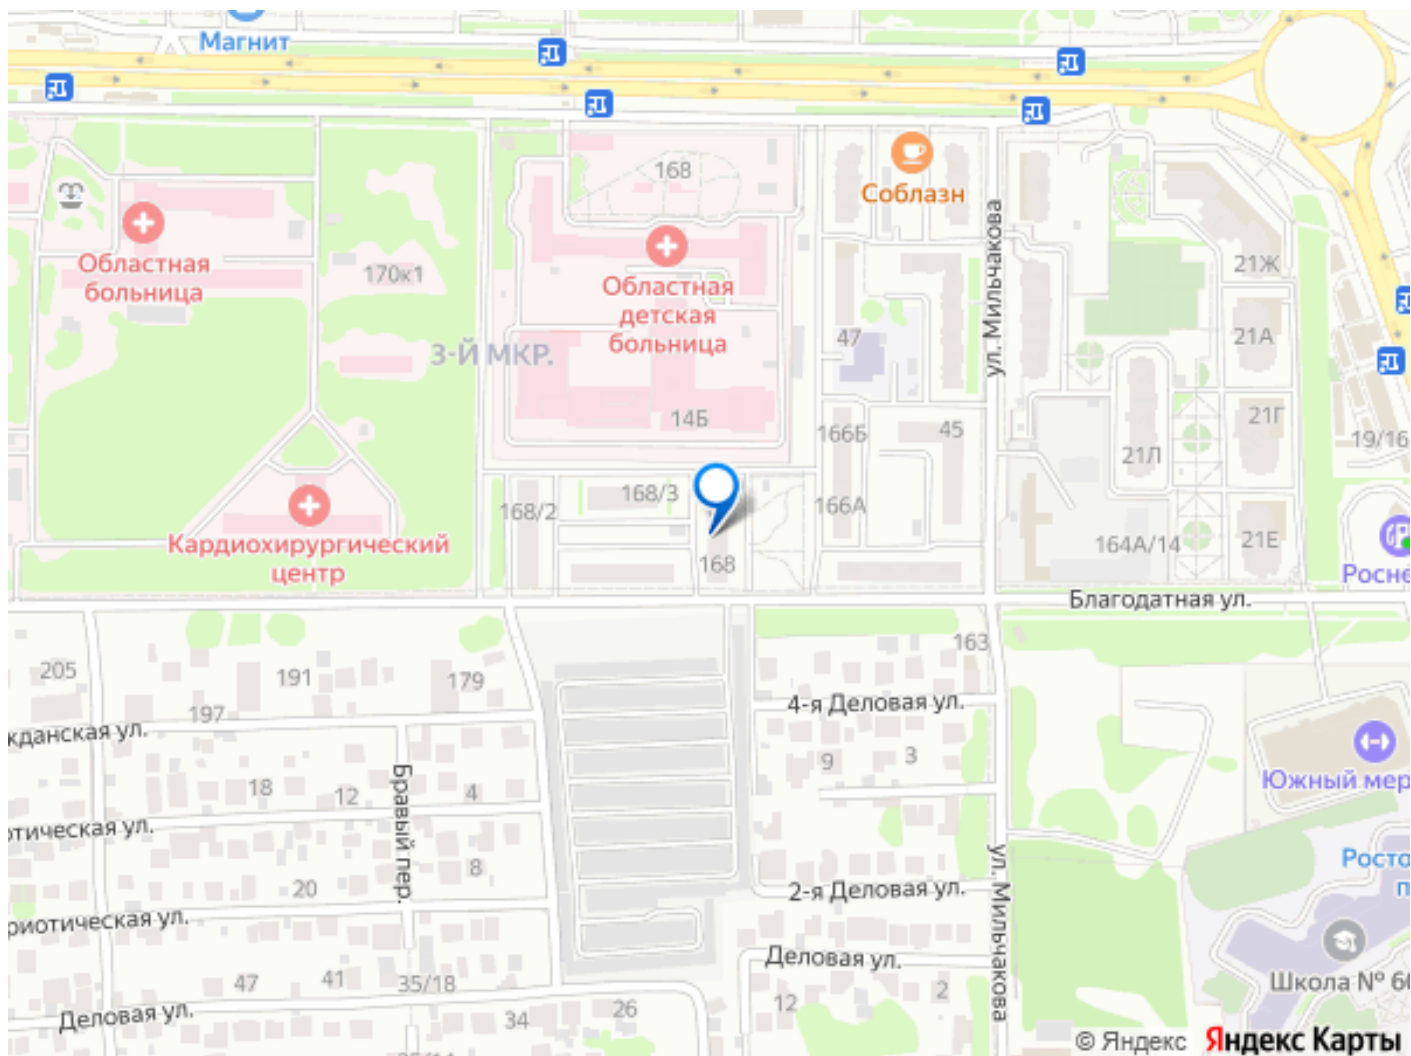 Магнит
168
Соблазн
ул. Мильчакова
Областная
больница
170к1
Областная
детская
больница
21Ж
47
21А
3-Й МКР.
14Б
166Б
45
21Г
19/16
21Л
168/3
168/2
166А
Кардиохирургический
центр
168
164А/14
21Е
Росне
Благодатная ул.
205
191
179
163
197
4-я Деловая ул.
жданская ул.
9
3
Южный мер
18
12
4
Бравый пер.
отическая ул.
8
20
2-я Деловая ул.
ул. Мильчакова
Росто
п
риотическая ул.
Деловая ул.
47
41
35/18
12
2
Школа № 60
Деловая ул.
34
26
© Яндекс Яндекс Карты